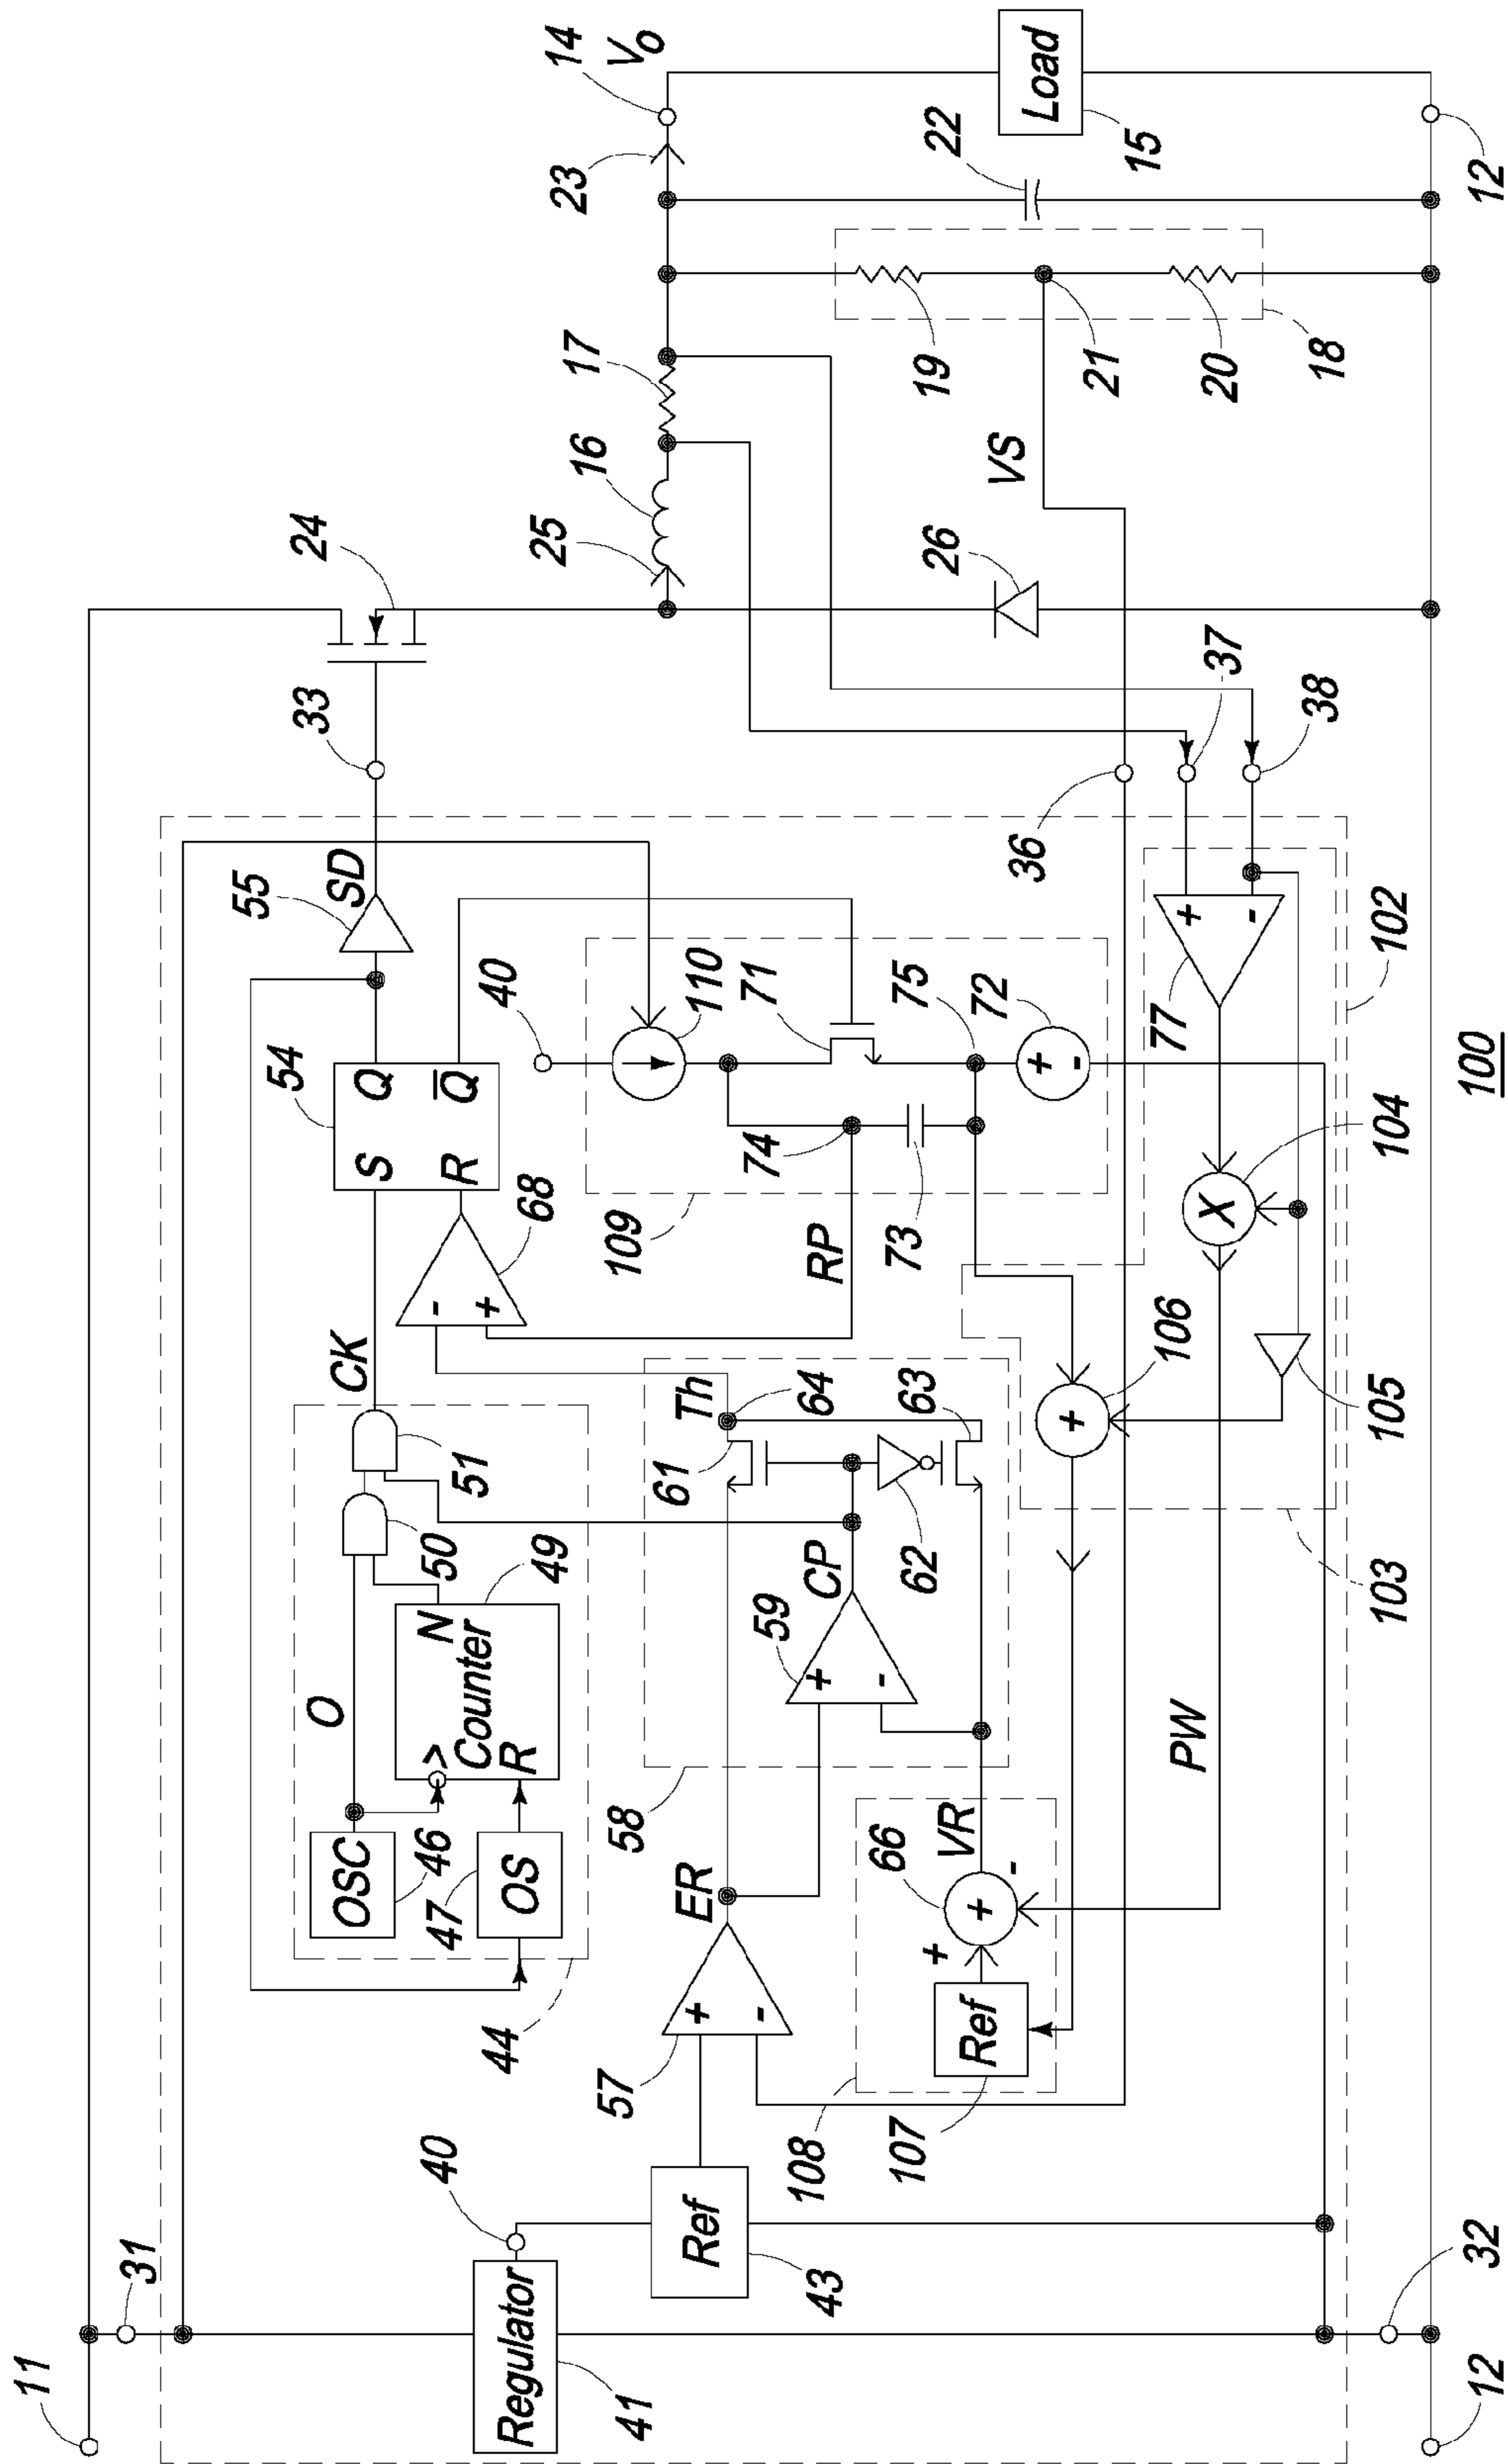 11
31
24
14
Vo
55
SD
33
25
16
17
23
54
S
Q
R
Q
40
110
71
CK
68
109
74
75
RP
73
72
O
OSC
46
47
OS
44
N
Counter
R
49
50
51
Th
61
64
63
62
CP
59
58
ER
57
+
-
Regulator
41
40
Ref
43
VR
66
+
-
+
Ref
107
108
PW
+
106
105
103
X
104
77
+
-
102
36
37
38
26
VS
19
21
20
18
22
Load
15
12
32
12
+
-
-
+
+
-
+
100